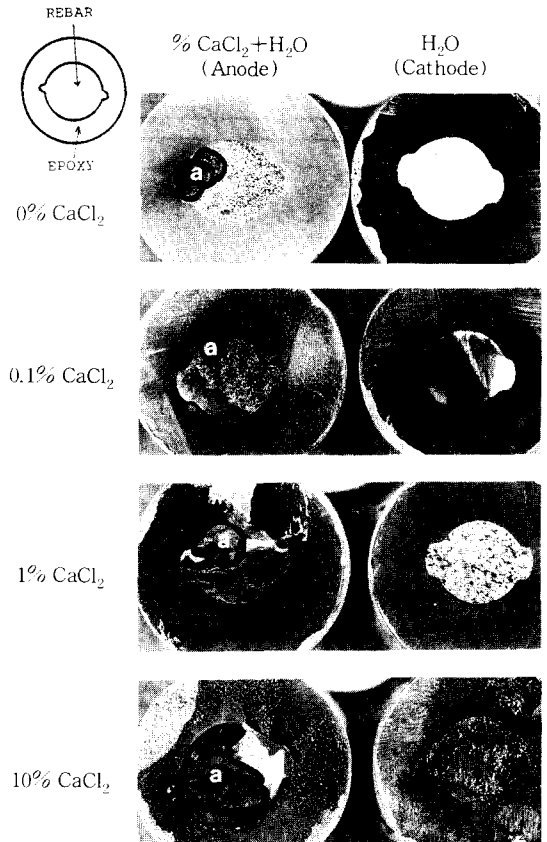 REBAR
EPOXY
% CaCl₂+H₂O
(Anode)
H₂O
(Cathode)
0% CaCl₂
a
0.1% CaCl₂
a
1% CaCl₂
a
10% CaCl₂
a